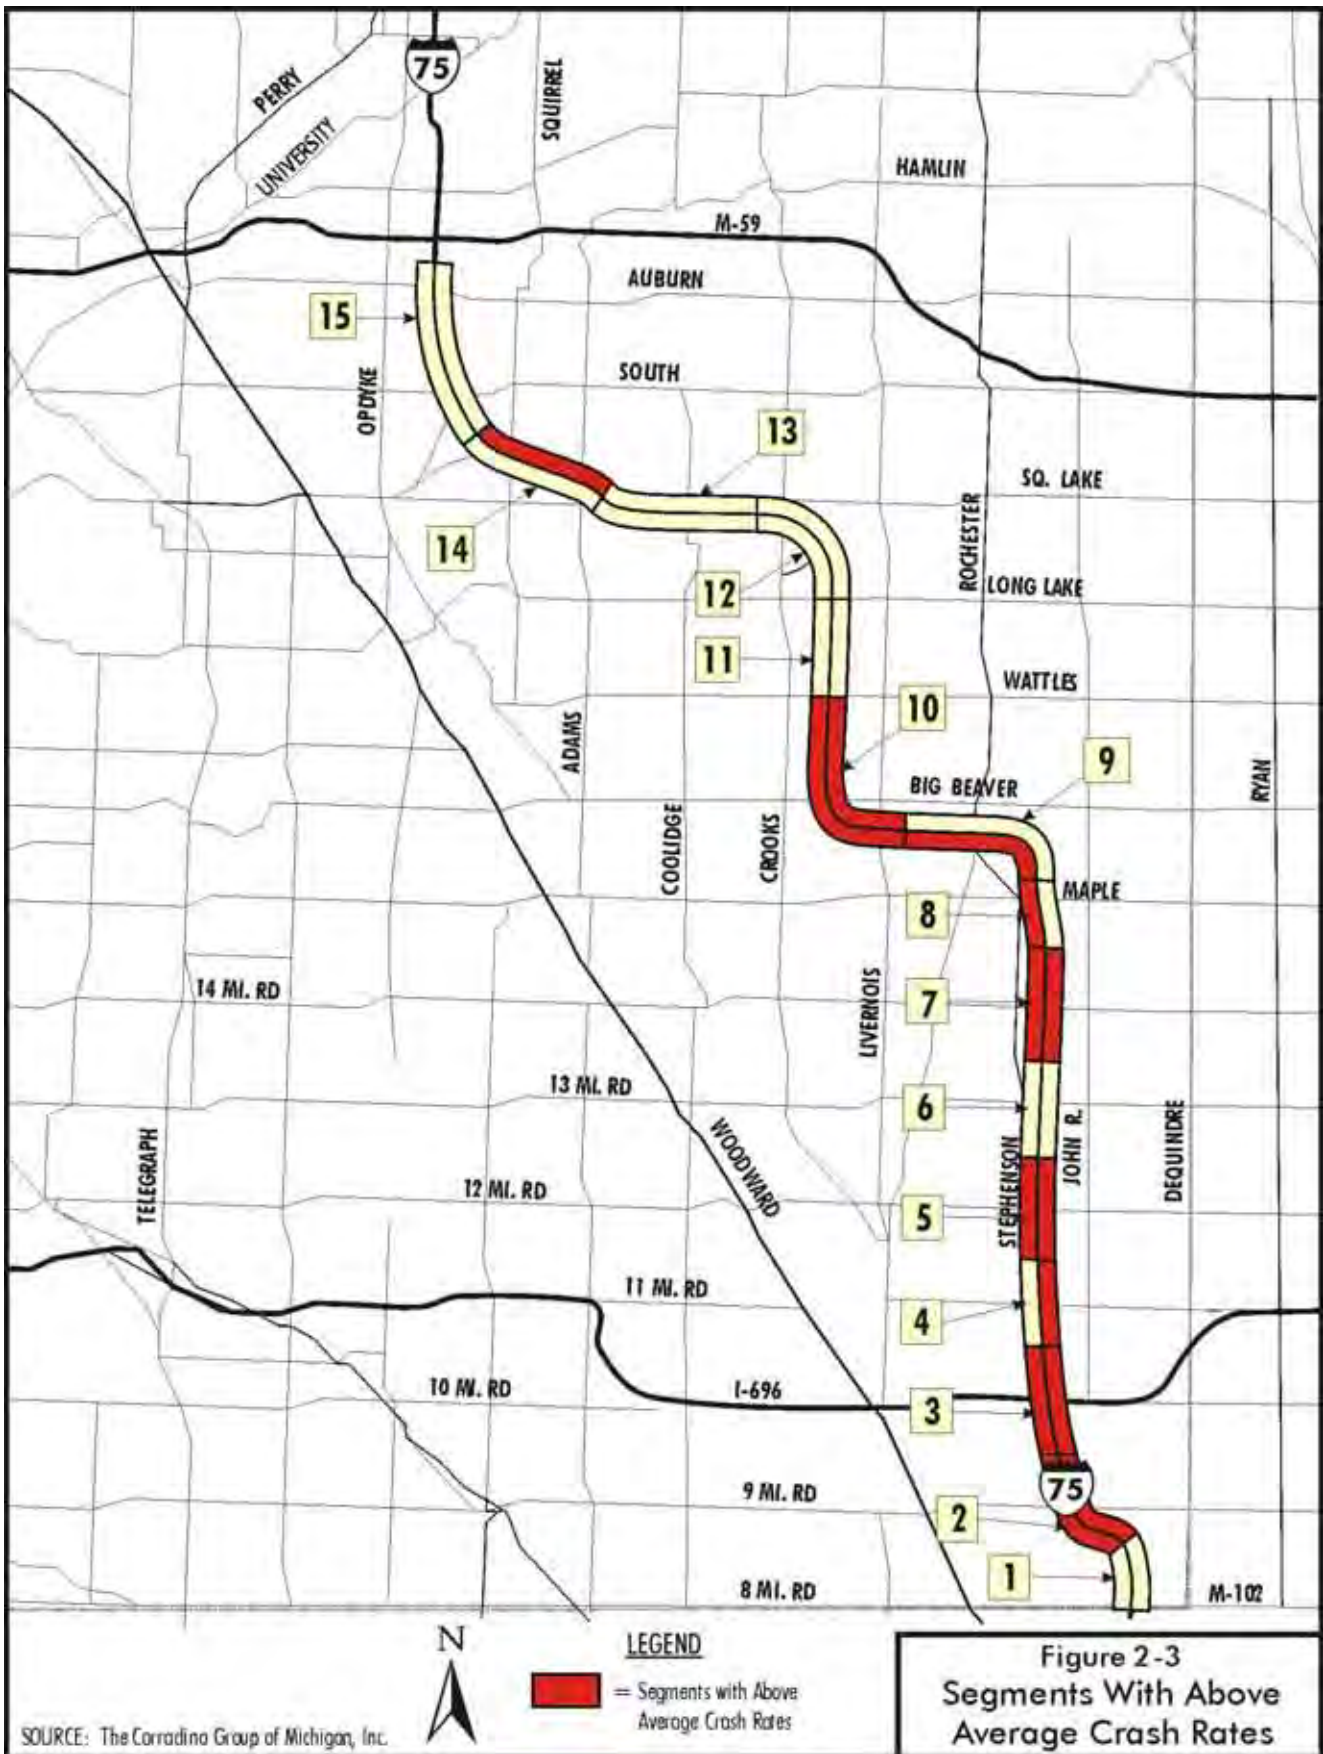 75
PERRY
UNIVERSITY
SQUIRREL
HAMLIN
M-59
AUBURN
15
OPDYKE
SOUTH
13
SQ. LAKE
14
ROCHESTER
12
LONG LAKE
11
WATTLES
10
ADAMS
9
BIG BEAVER
RYAN
COOLIDGE
CROOKS
MAPLE
8
LIVERNOIS
14 MI. RD
7
13 MI. RD
6
TELEGRAPH
WOODWARD
STEPHENSON
JOHN R.
DEQUINDRE
12 MI. RD
5
11 MI. RD
4
10 MI. RD
I-696
3
75
9 MI. RD
2
1
8 MI. RD
M-102
N
LEGEND
= Segments with Above
Average Crash Rates
SOURCE: The Corradino Group of Michigan, Inc.
Figure 2-3
Segments With Above
Average Crash Rates